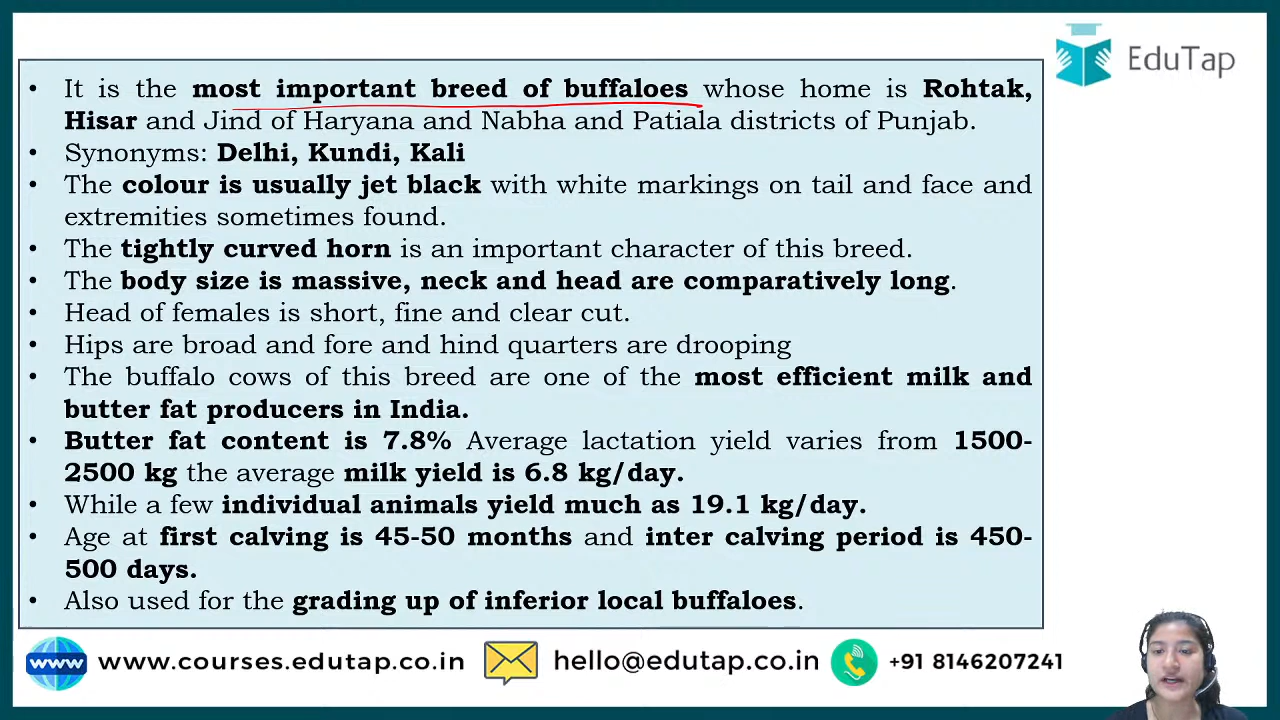 EduTap
• It is the most important breed of buffaloes whose home is Rohtak,
Hisar and Jind of Haryana and Nabha and Patiala districts of Punjab.
• Synonyms: Delhi, Kundi, Kali
• The colour is usually jet black with white markings on tail and face and
extremities sometimes found.
• The tightly curved horn is an important character of this breed.
• The body size is massive, neck and head are comparatively long.
• Head of females is short, fine and clear cut.
• Hips are broad and fore and hind quarters are drooping
• The buffalo cows of this breed are one of the most efficient milk and
butter fat producers in India.
• Butter fat content is 7.8% Average lactation yield varies from 1500-
2500 kg the average milk yield is 6.8 kg/day.
• While a few individual animals yield much as 19.1 kg/day.
• Age at first calving is 45-50 months and inter calving period is 450-
500 days.
• Also used for the grading up of inferior local buffaloes.
www www.courses.edutap.co.in hello@edutap.co.in +91 8146207241